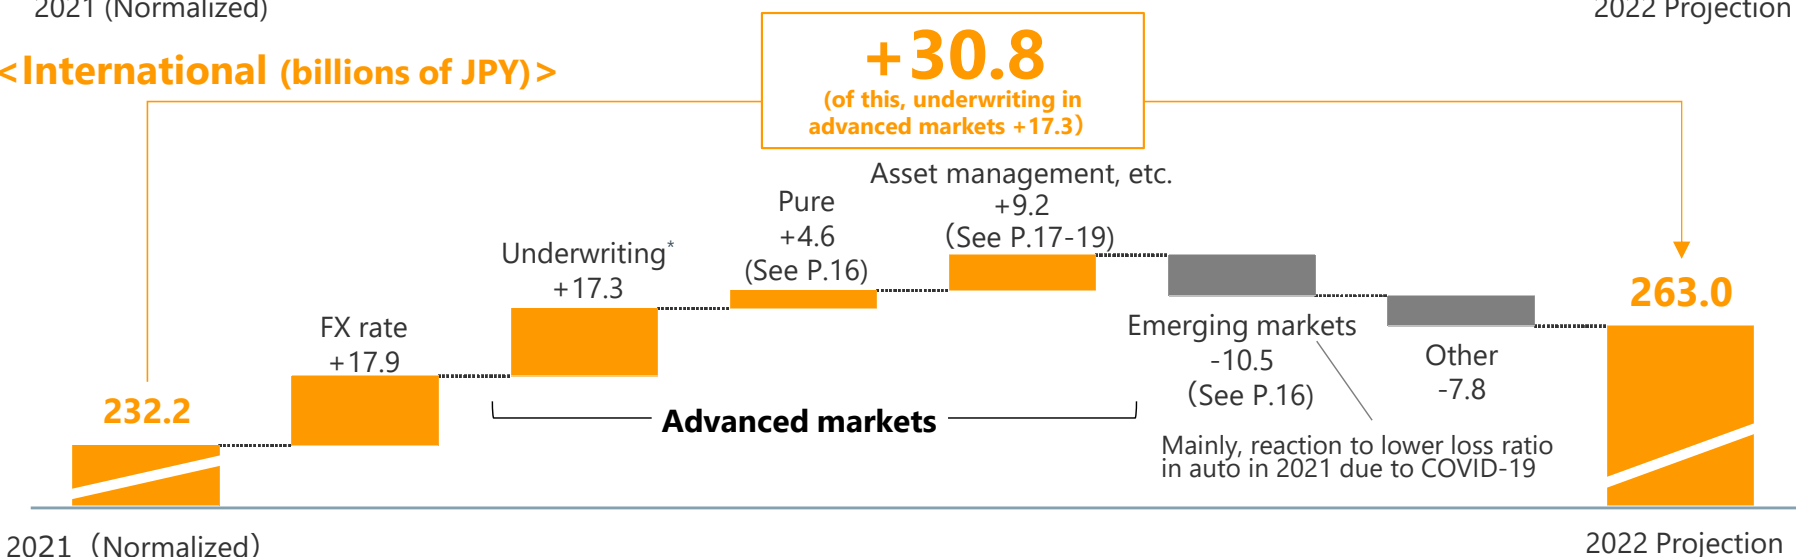 2021 (Normalized)
2022 Projection
<International (billions of JPY)>
+30.8
(of this, underwriting in
advanced markets +17.3）
Asset management, etc.
+9.2
（See P.17-19)
Pure
+4.6
(See P.16)
Underwriting*
+17.3
FX rate
+17.9
232.2
Advanced markets
Emerging markets
-10.5
（See P.16)
Other
-7.8
263.0
Mainly, reaction to lower loss ratio
in auto in 2021 due to COVID-19
2021（Normalized）
2022 Projection